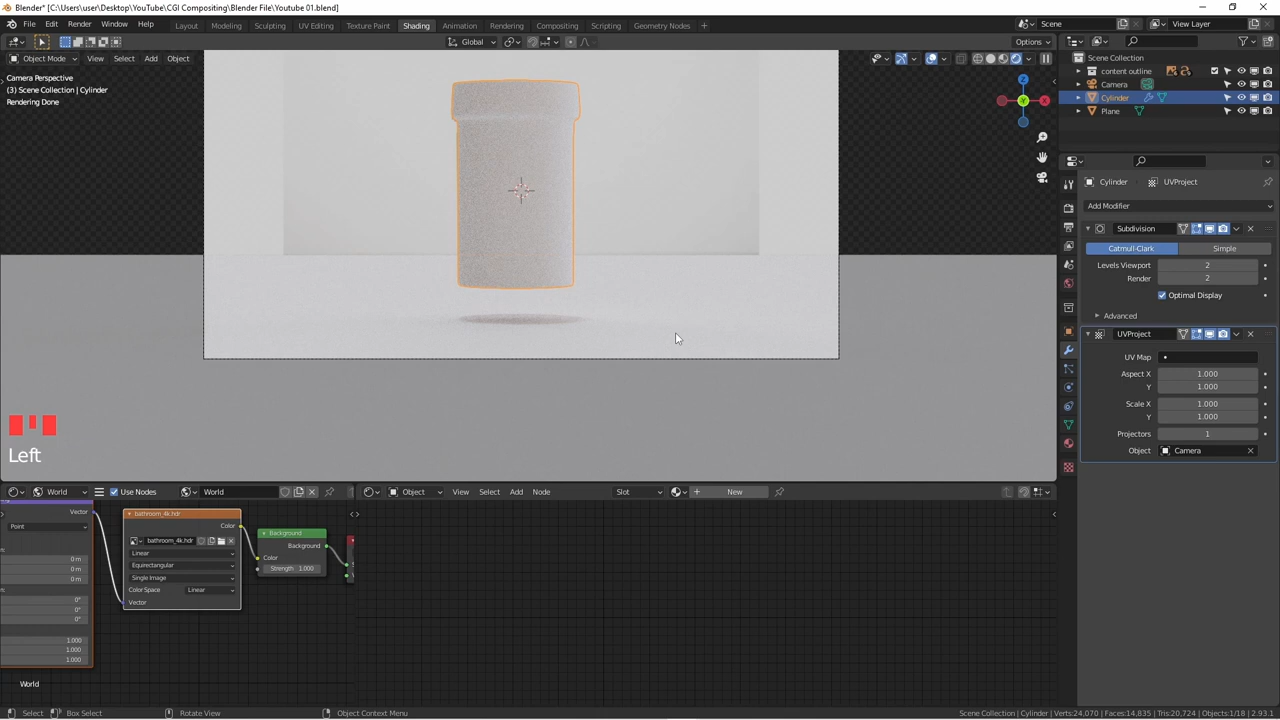 Blender* [C:\Users\user\Desktop\YouTube\CGI Compositing\Blender File\Youtube 01.blend]
File Edit Render Window Help Layout Modeling Sculpting UV Editing Texture Paint Shading Animation Rendering Compositing Scripting Geometry Nodes + Scene View Layer
Global Options
Object Mode View Select Add Object
Camera Perspective
(3) Scene Collection | Cylinder
Rendering Done
Scene Collection
content outline
Camera
Cylinder
Plane
Cylinder UVProject
Add Modifier
Subdivision
Catmull-Clark Simple
Levels Viewport 2
Render 2
Optimal Display
Advanced
UVProject
UV Map
Aspect X 1.000
Y 1.000
Scale X 1.000
Y 1.000
Projectors 1
Object Camera
Left
World Use Nodes World
Object View Select Add Node Slot New
Vector
Point
0 m
0 m
0 m
0°
0°
0°
1.000
1.000
1.000
bathroom_4k.hdr
Color
bathroom_4k.hdr
Linear
Equirectangular
Single Image
Color Space Linear
Vector
Background
Background
Color
Strength 1.000
World
Select Box Select Rotate View Object Context Menu
Scene Collection | Cylinder | Verts:24,070 | Faces:14,835 | Tris:20,724 | Objects:1/18 | 2.93.1